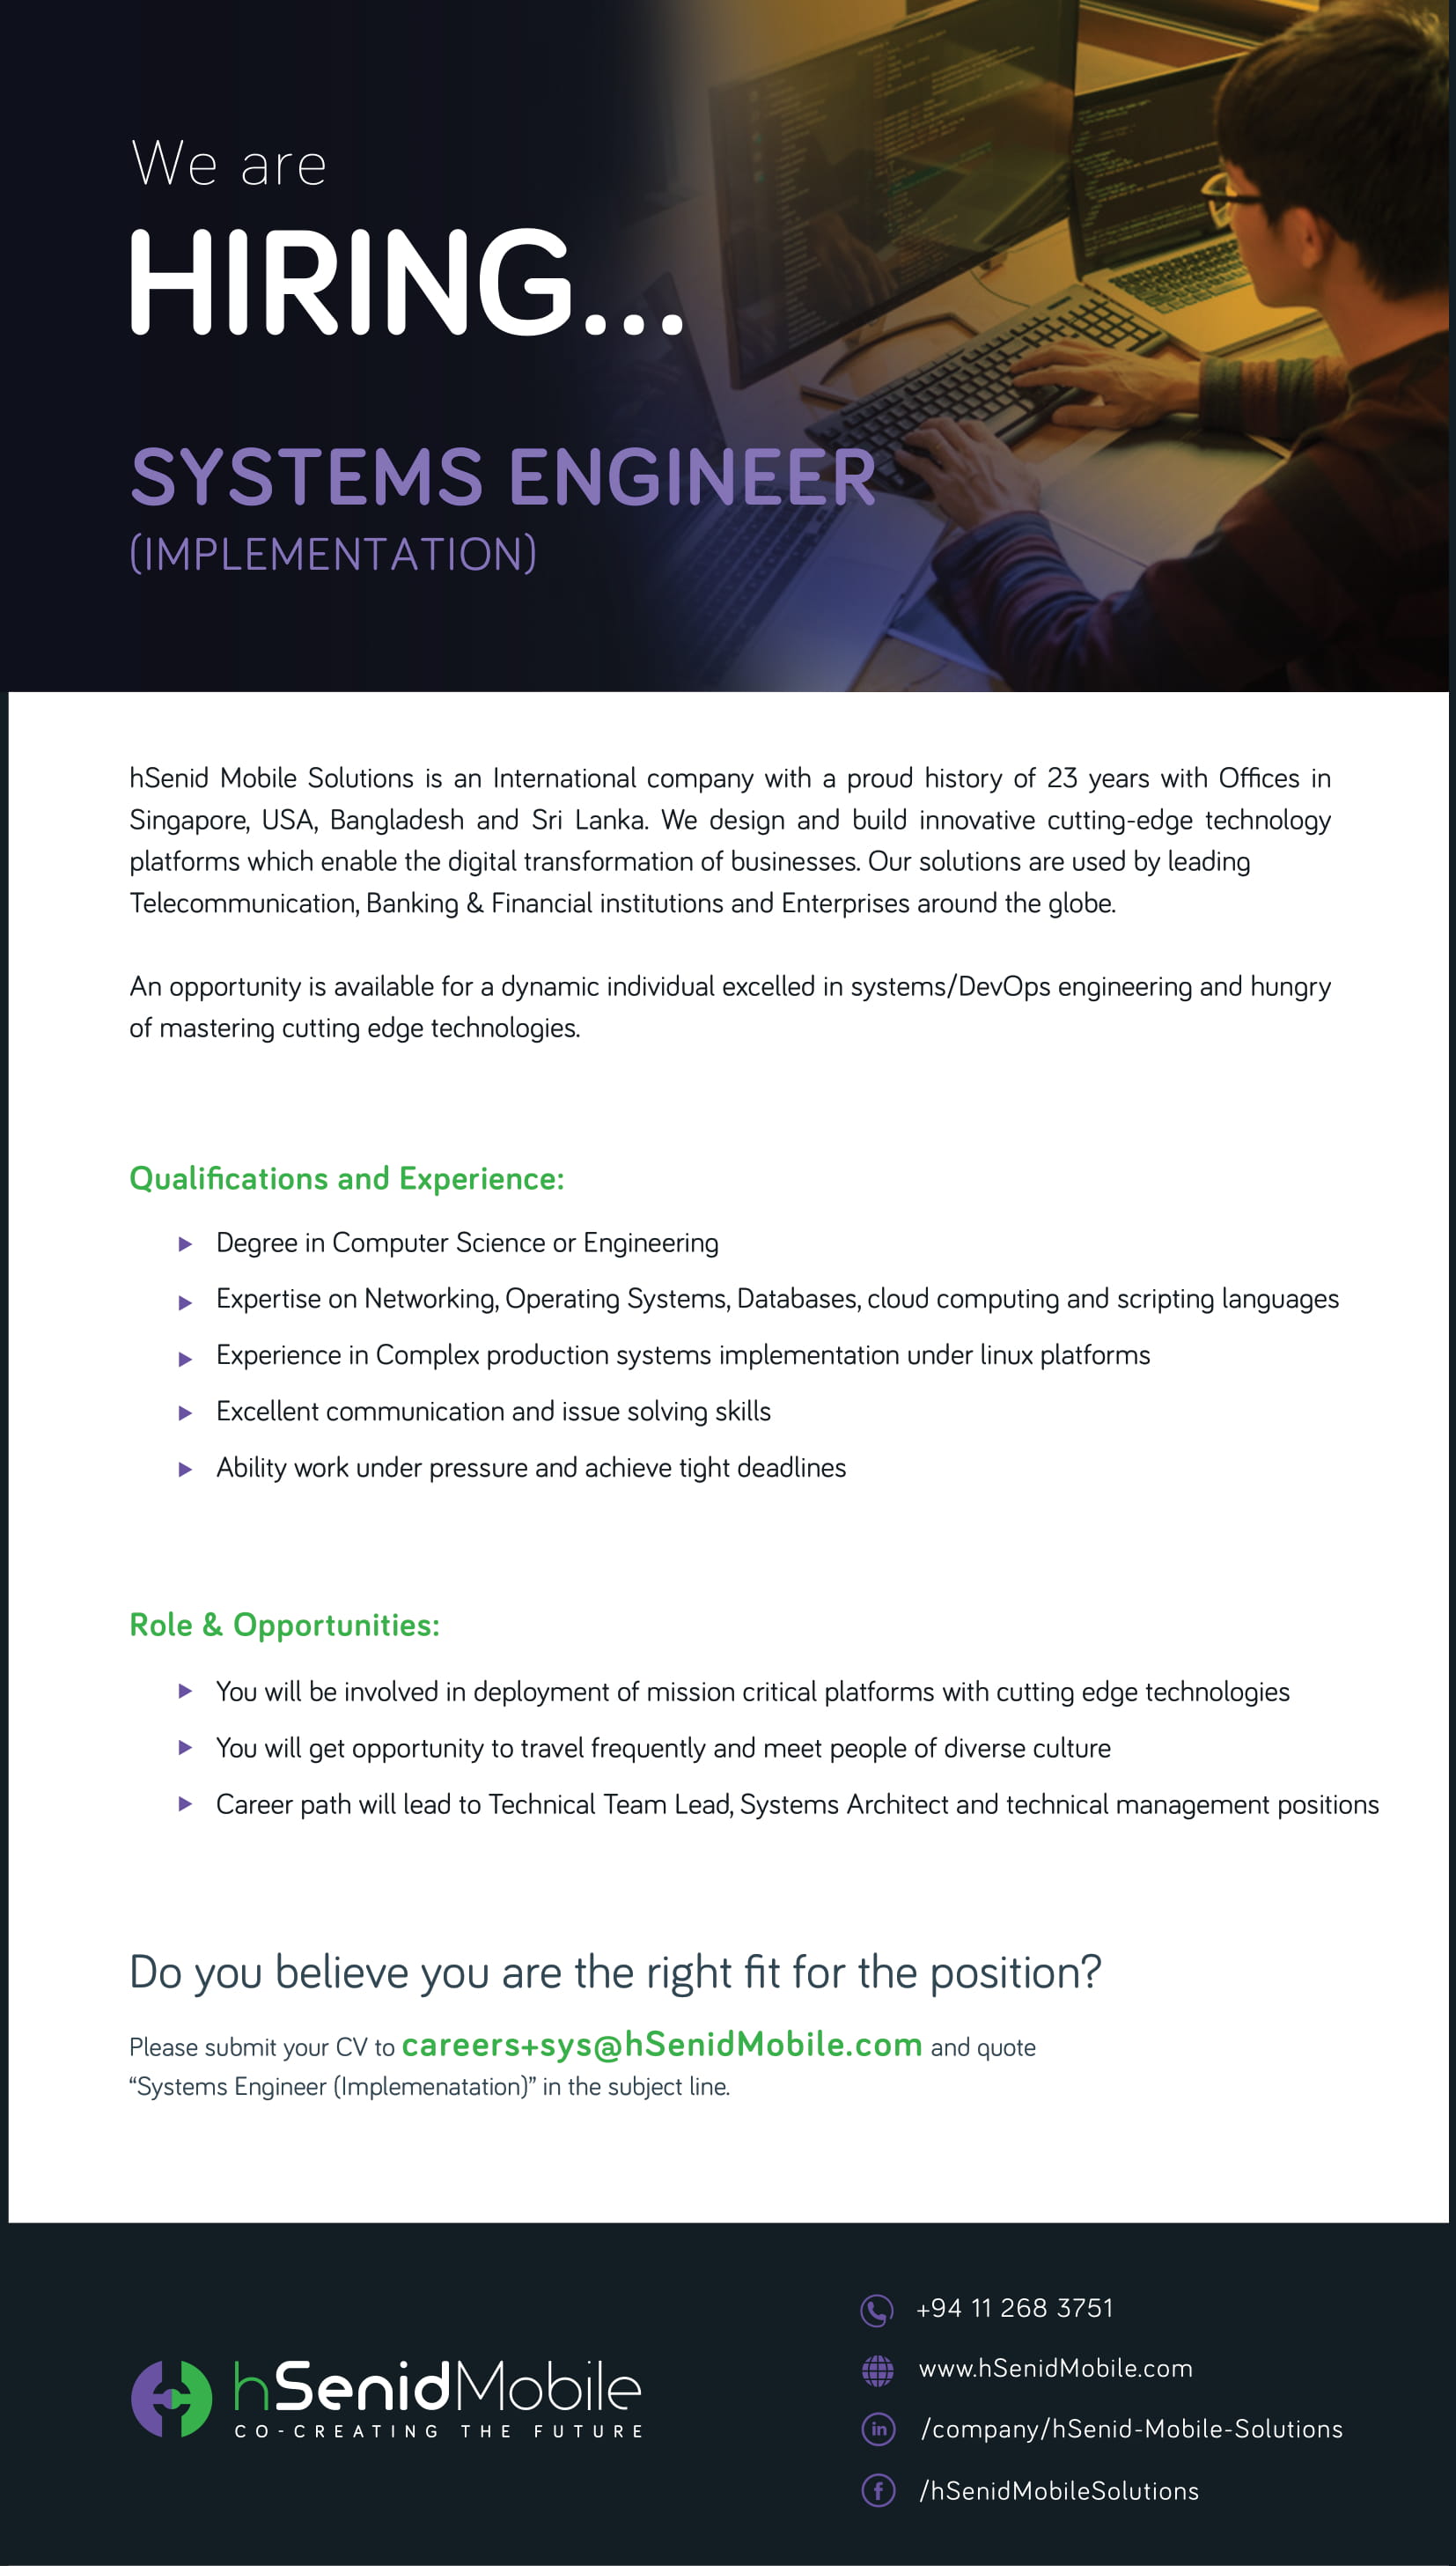 We are
HIRING...
SYSTEMS ENGINEER
(IMPLEMENTATION)
hSenid Mobile Solutions is an International company with a proud history of 23 years with Offices in
Singapore, USA, Bangladesh and Sri Lanka. We design and build innovative cutting-edge technology
platforms which enable the digital transformation of businesses. Our solutions are used by leading
Telecommunication, Banking & Financial institutions and Enterprises around the globe.
An opportunity is available for a dynamic individual excelled in systems/DevOps engineering and hungry
of mastering cutting edge technologies.
Qualifications and Experience:
Degree in Computer Science or Engineering
Expertise on Networking, Operating Systems, Databases, cloud computing and scripting languages
Experience in Complex production systems implementation under linux platforms
Excellent communication and issue solving skills
Ability work under pressure and achieve tight deadlines
Role & Opportunities:
You will be involved in deployment of mission critical platforms with cutting edge technologies
You will get opportunity to travel frequently and meet people of diverse culture
Career path will lead to Technical Team Lead, Systems Architect and technical management positions
Do you believe you are the right fit for the position?
Please submit your CV to careers+sys@hSenidMobile.com and quote
“Systems Engineer (Implemenatation)” in the subject line.
hSenidMobile
CO-CREATING THE FUTURE
+94 11 268 3751
www.hSenidMobile.com
/company/hSenid-Mobile-Solutions
/hSenidMobileSolutions